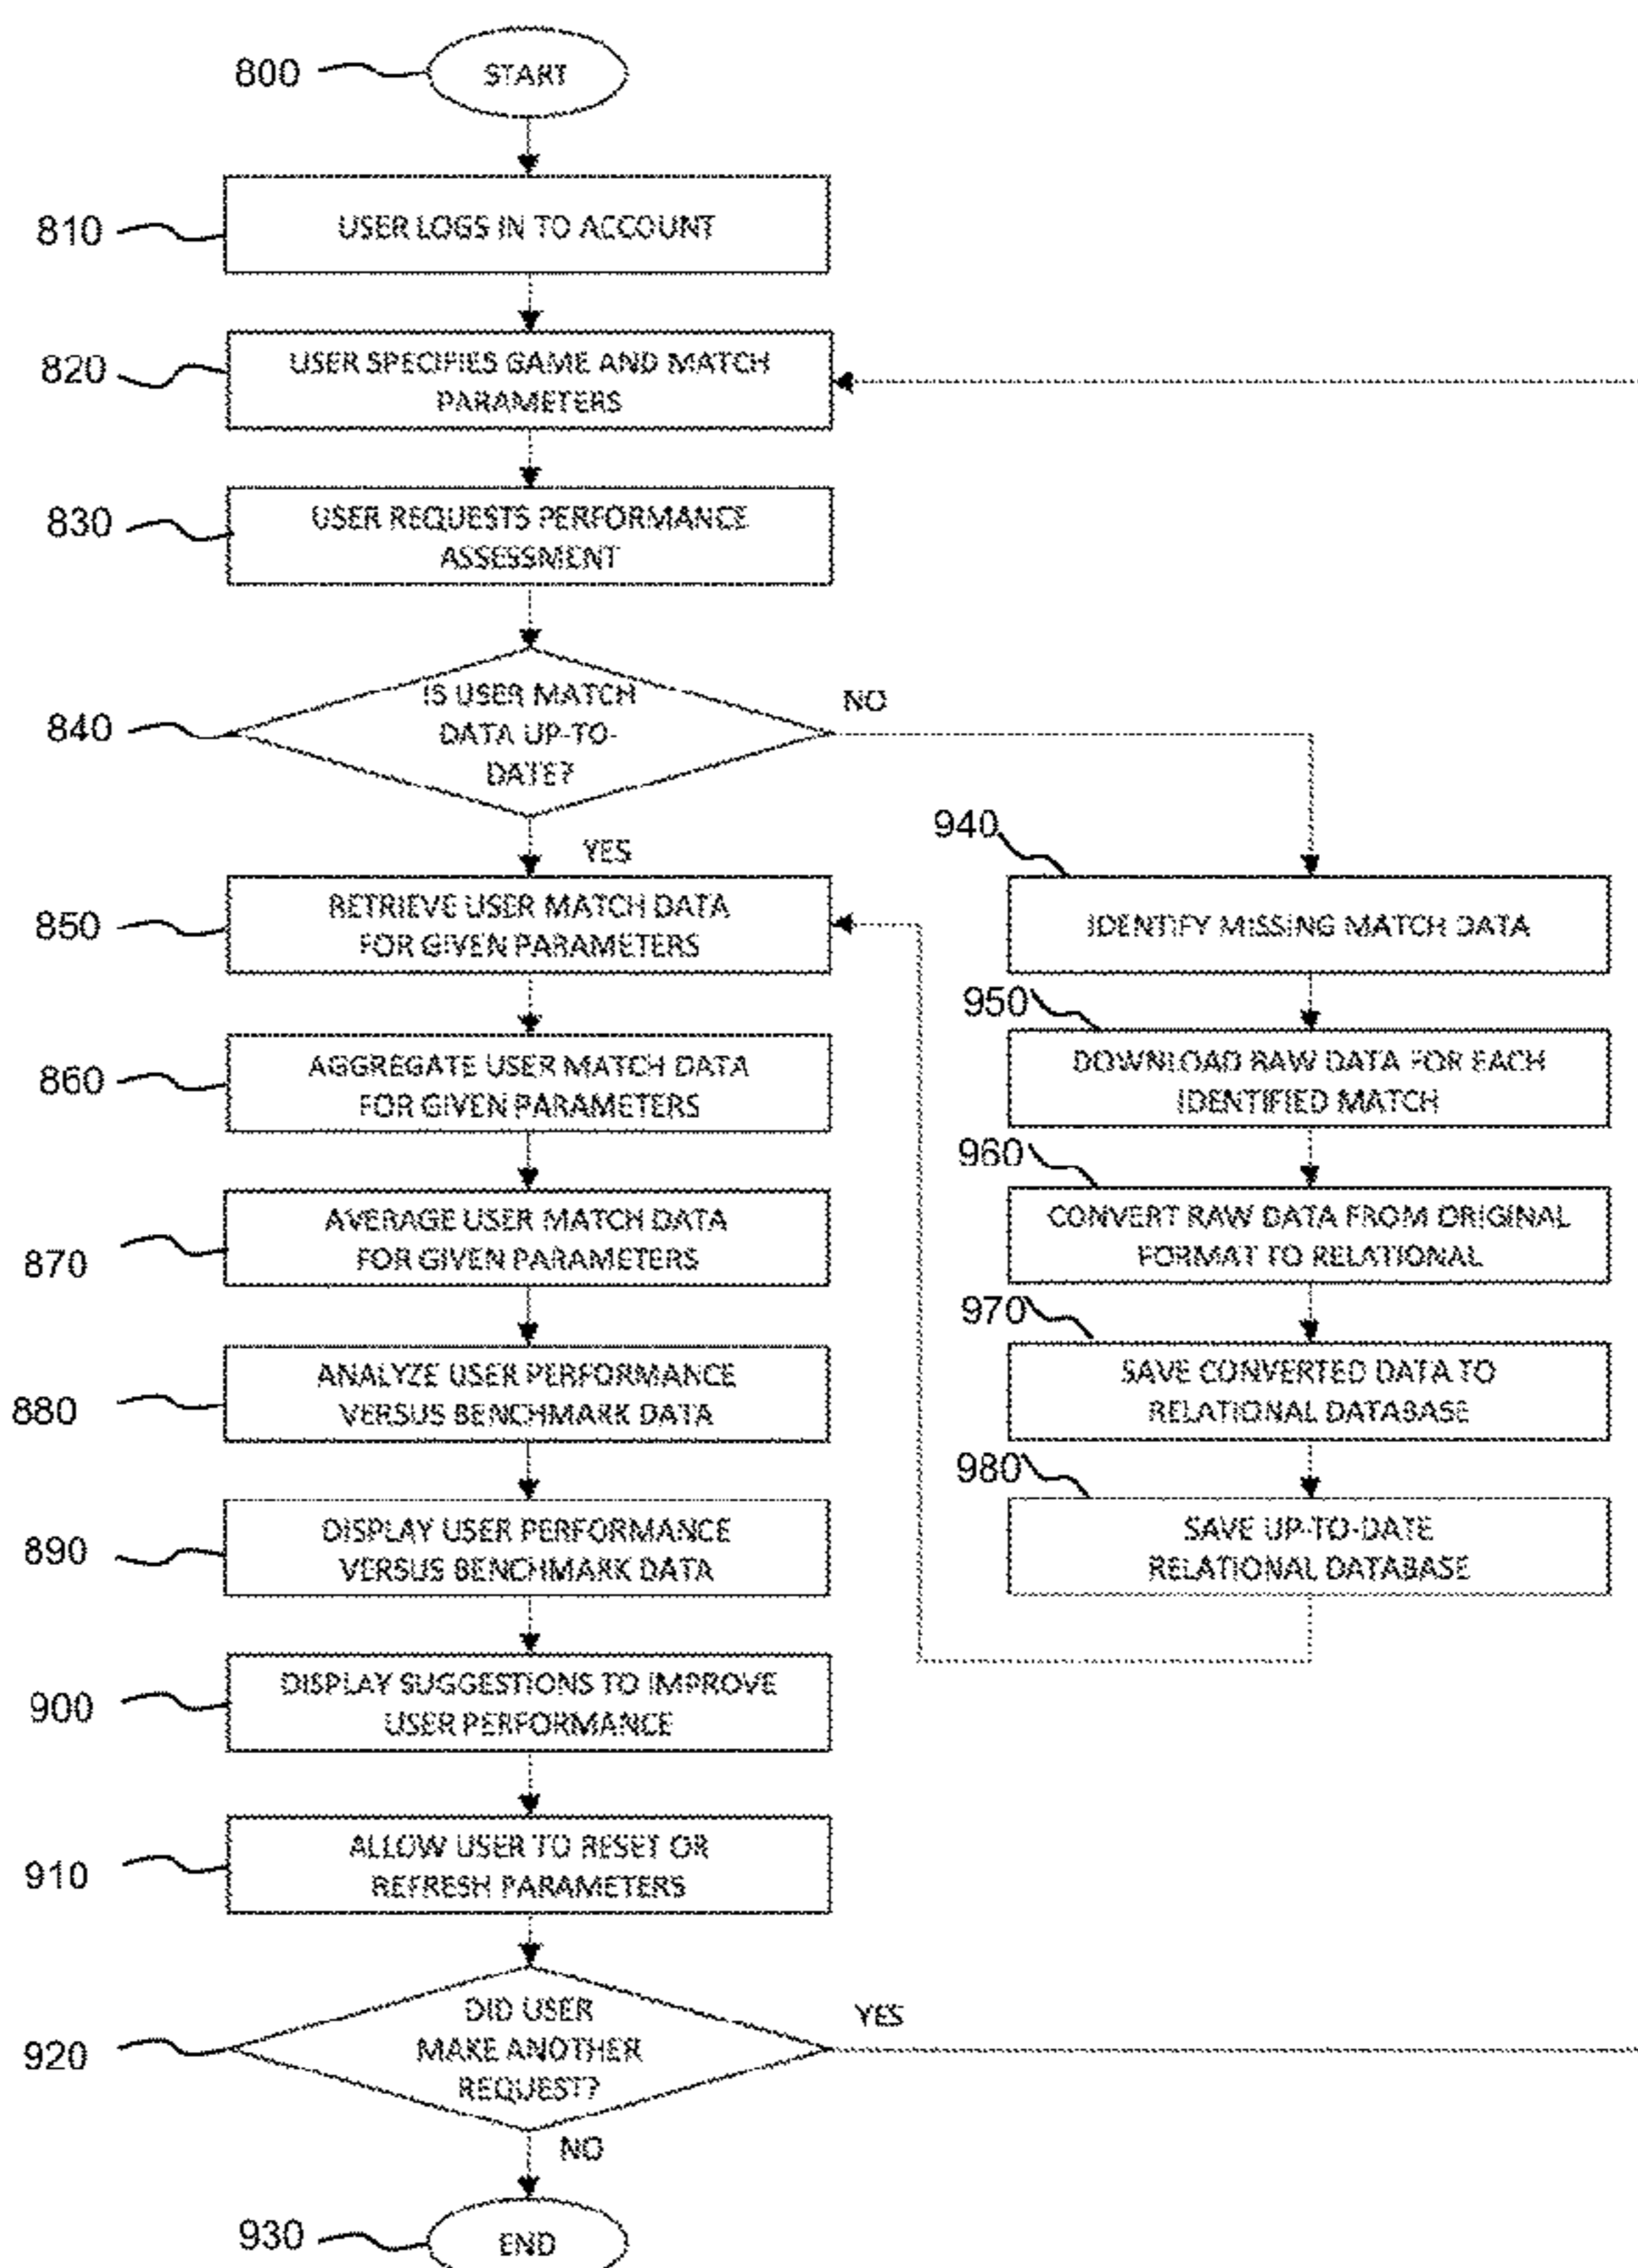 800
START
810
USER LOGS IN TO ACCOUNT
820
USER SPECIFIES GAME AND MATCH
PARAMETERS
830
USER REQUESTS PERFORMANCE
ASSESSMENT
840
IS USER MATCH
DATA UP-TO-
DATE?
NO
YES
850
RETRIEVE USER MATCH DATA
FOR GIVEN PARAMETERS
860
AGGREGATE USER MATCH DATA
FOR GIVEN PARAMETERS
870
AVERAGE USER MATCH DATA
FOR GIVEN PARAMETERS
880
ANALYZE USER PERFORMANCE
VERSUS BENCHMARK DATA
890
DISPLAY USER PERFORMANCE
VERSUS BENCHMARK DATA
900
DISPLAY SUGGESTIONS TO IMPROVE
USER PERFORMANCE
910
ALLOW USER TO RESET OR
REFRESH PARAMETERS
920
DID USER
MAKE ANOTHER
REQUEST?
YES
NO
930
END
940
IDENTIFY MISSING MATCH DATA
950
DOWNLOAD RAW DATA FOR EACH
IDENTIFIED MATCH
960
CONVERT RAW DATA FROM ORIGINAL
FORMAT TO RELATIONAL
970
SAVE CONVERTED DATA TO
RELATIONAL DATABASE
980
SAVE UP-TO-DATE
RELATIONAL DATABASE